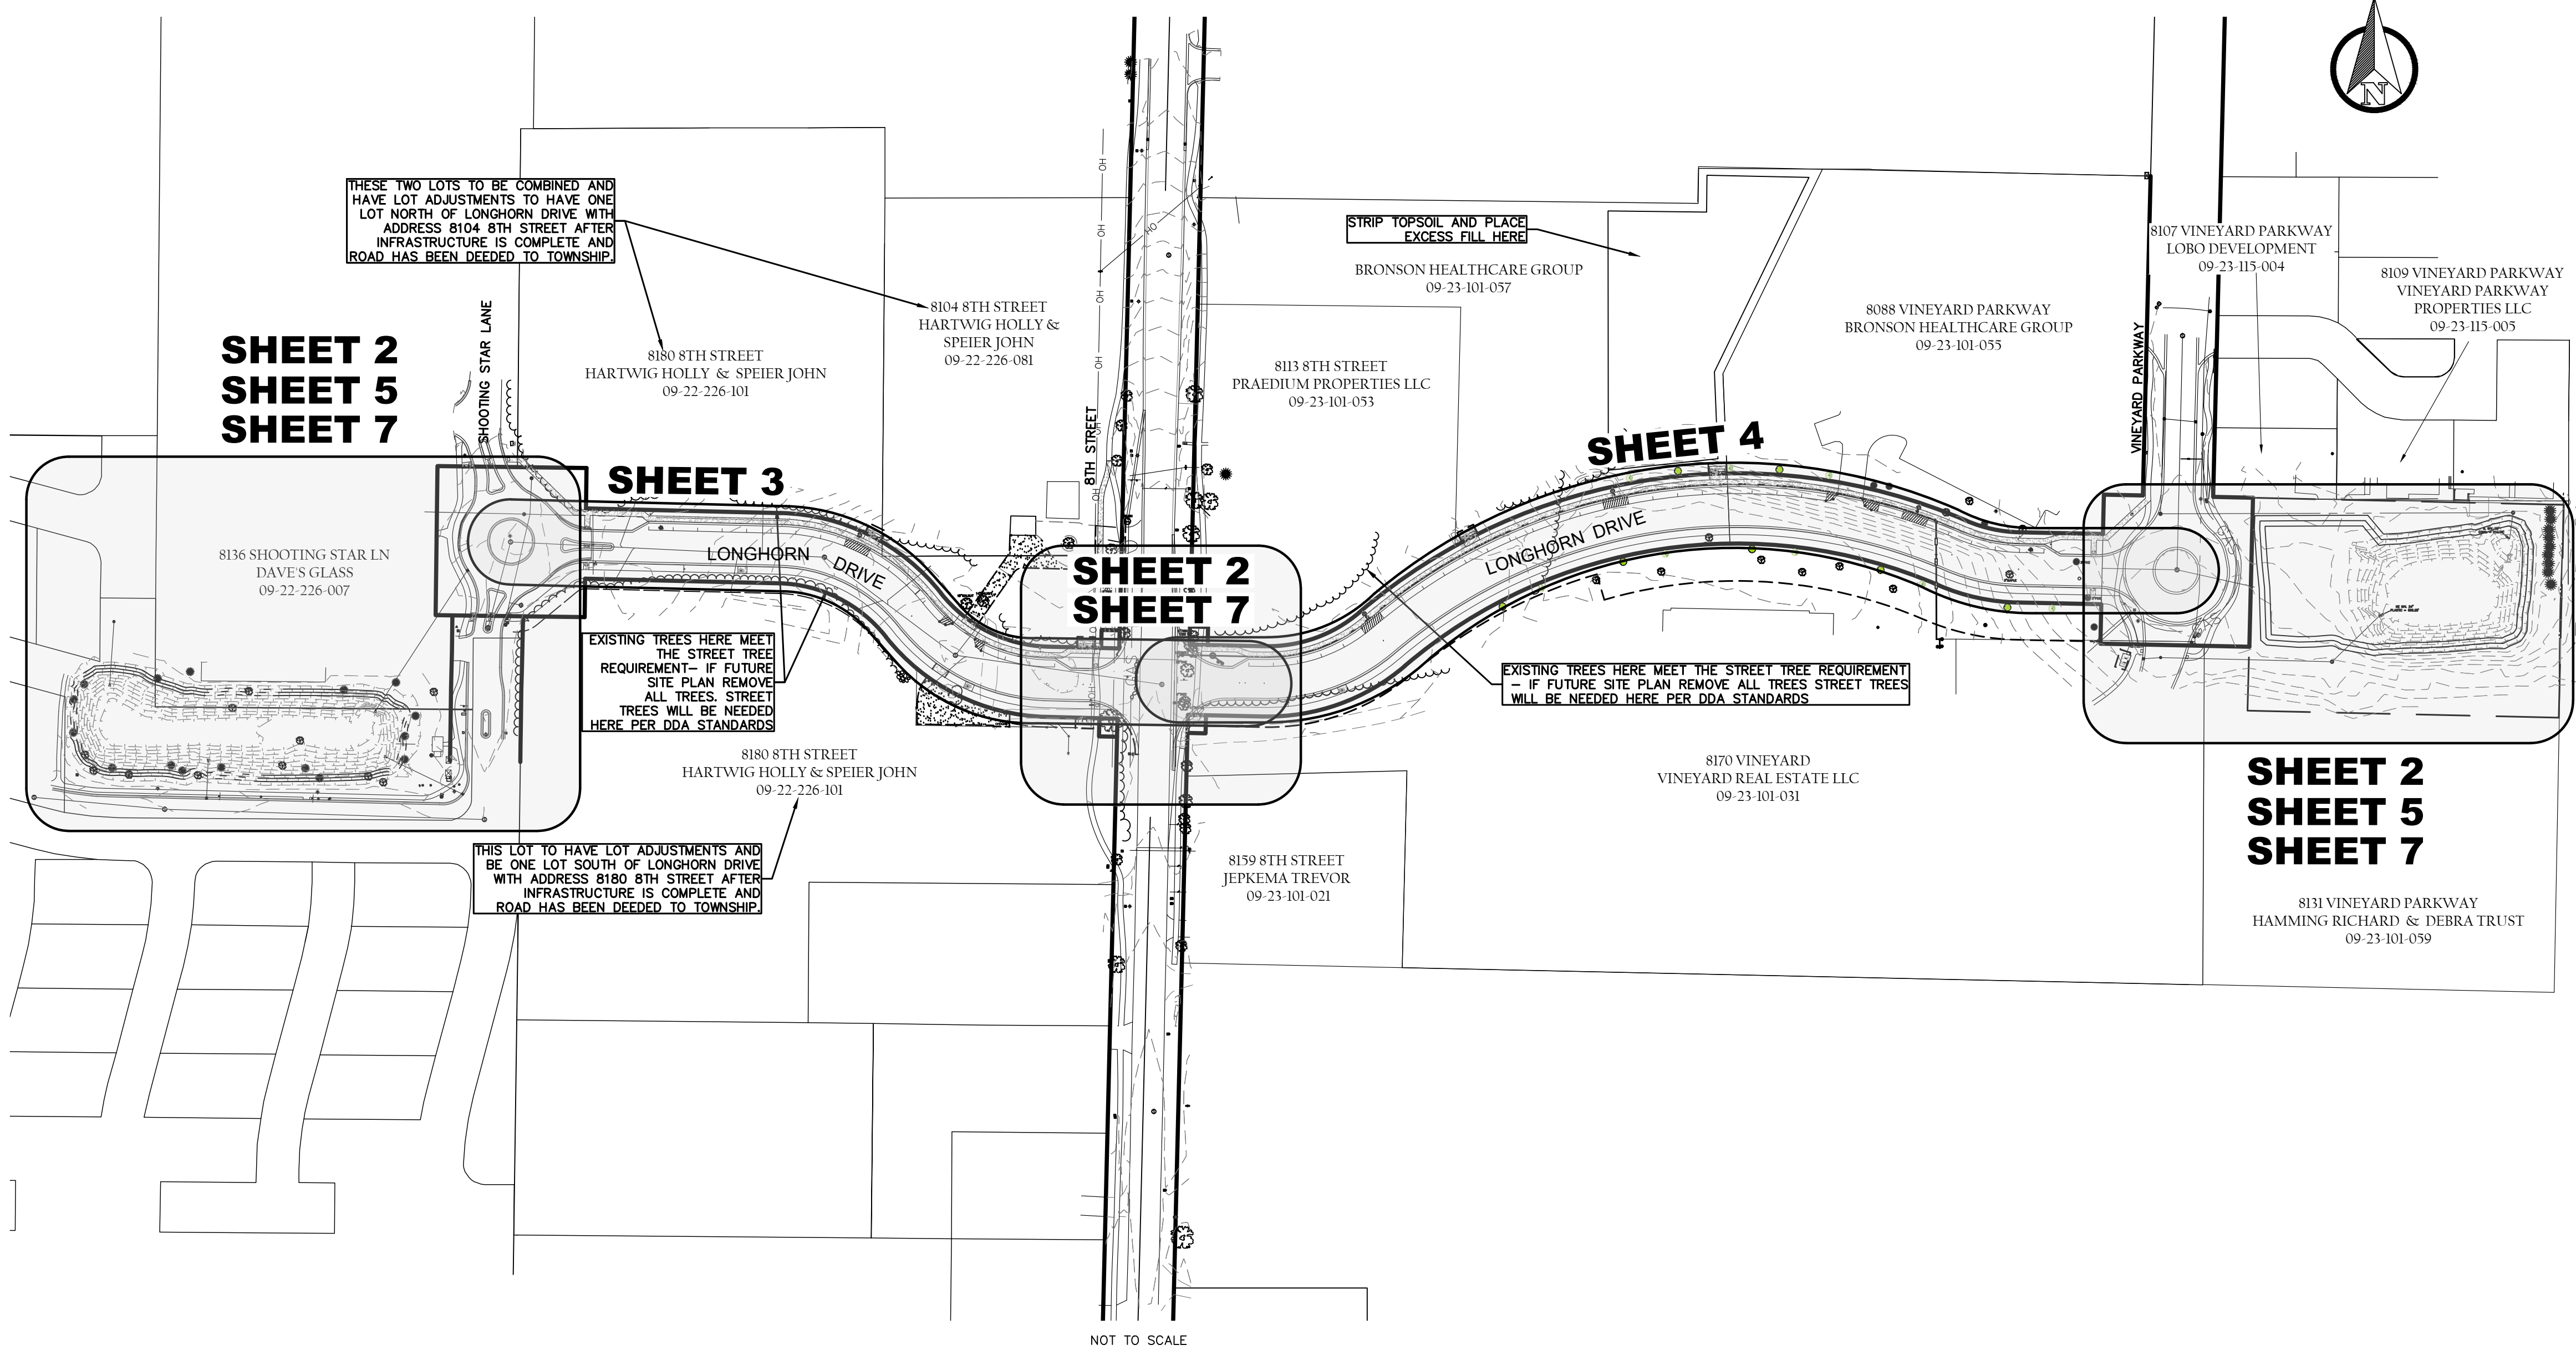 N
THESE TWO LOTS TO BE COMBINED AND
HAVE LOT ADJUSTMENTS TO HAVE ONE
LOT NORTH OF LONGHORN DRIVE WITH
ADDRESS 8104 8TH STREET AFTER
INFRASTRUCTURE IS COMPLETE AND
ROAD HAS BEEN DEEDED TO TOWNSHIP.
STRIP TOPSOIL AND PLACE
EXCESS FILL HERE
BRONSON HEALTHCARE GROUP
09-23-101-057
8107 VINEYARD PARKWAY
LOBO DEVELOPMENT
09-23-115-004
8109 VINEYARD PARKWAY
VINEYARD PARKWAY
PROPERTIES LLC
09-23-115-005
8104 8TH STREET
HARTWIG HOLLY &
SPEIER JOHN
09-22-226-081
8088 VINEYARD PARKWAY
BRONSON HEALTHCARE GROUP
09-23-101-055
8180 8TH STREET
HARTWIG HOLLY & SPEIER JOHN
09-22-226-101
8113 8TH STREET
PRAEDIUM PROPERTIES LLC
09-23-101-053
SHEET 2
SHEET 5
SHEET 7
SHOOTING STAR LANE
8TH STREET
VINEYARD PARKWAY
OH
OH
OH
OH
OH
OH
SHEET 3
SHEET 4
LONGHORN DRIVE
LONGHORN DRIVE
8136 SHOOTING STAR LN
DAVE'S GLASS
09-22-226-007
SHEET 2
SHEET 7
EXISTING TREES HERE MEET
THE STREET TREE
REQUIREMENT- IF FUTURE
SITE PLAN REMOVE
ALL TREES. STREET
TREES WILL BE NEEDED
HERE PER DDA STANDARDS
EXISTING TREES HERE MEET THE STREET TREE REQUIREMENT
- IF FUTURE SITE PLAN REMOVE ALL TREES STREET TREES
WILL BE NEEDED HERE PER DDA STANDARDS
8180 8TH STREET
HARTWIG HOLLY & SPEIER JOHN
09-22-226-101
8170 VINEYARD
VINEYARD REAL ESTATE LLC
09-23-101-031
SHEET 2
SHEET 5
SHEET 7
THIS LOT TO HAVE LOT ADJUSTMENTS AND
BE ONE LOT SOUTH OF LONGHORN DRIVE
WITH ADDRESS 8180 8TH STREET AFTER
INFRASTRUCTURE IS COMPLETE AND
ROAD HAS BEEN DEEDED TO TOWNSHIP.
8159 8TH STREET
JEPKEMA TREVOR
09-23-101-021
8131 VINEYARD PARKWAY
HAMMING RICHARD & DEBRA TRUST
09-23-101-059
NOT TO SCALE